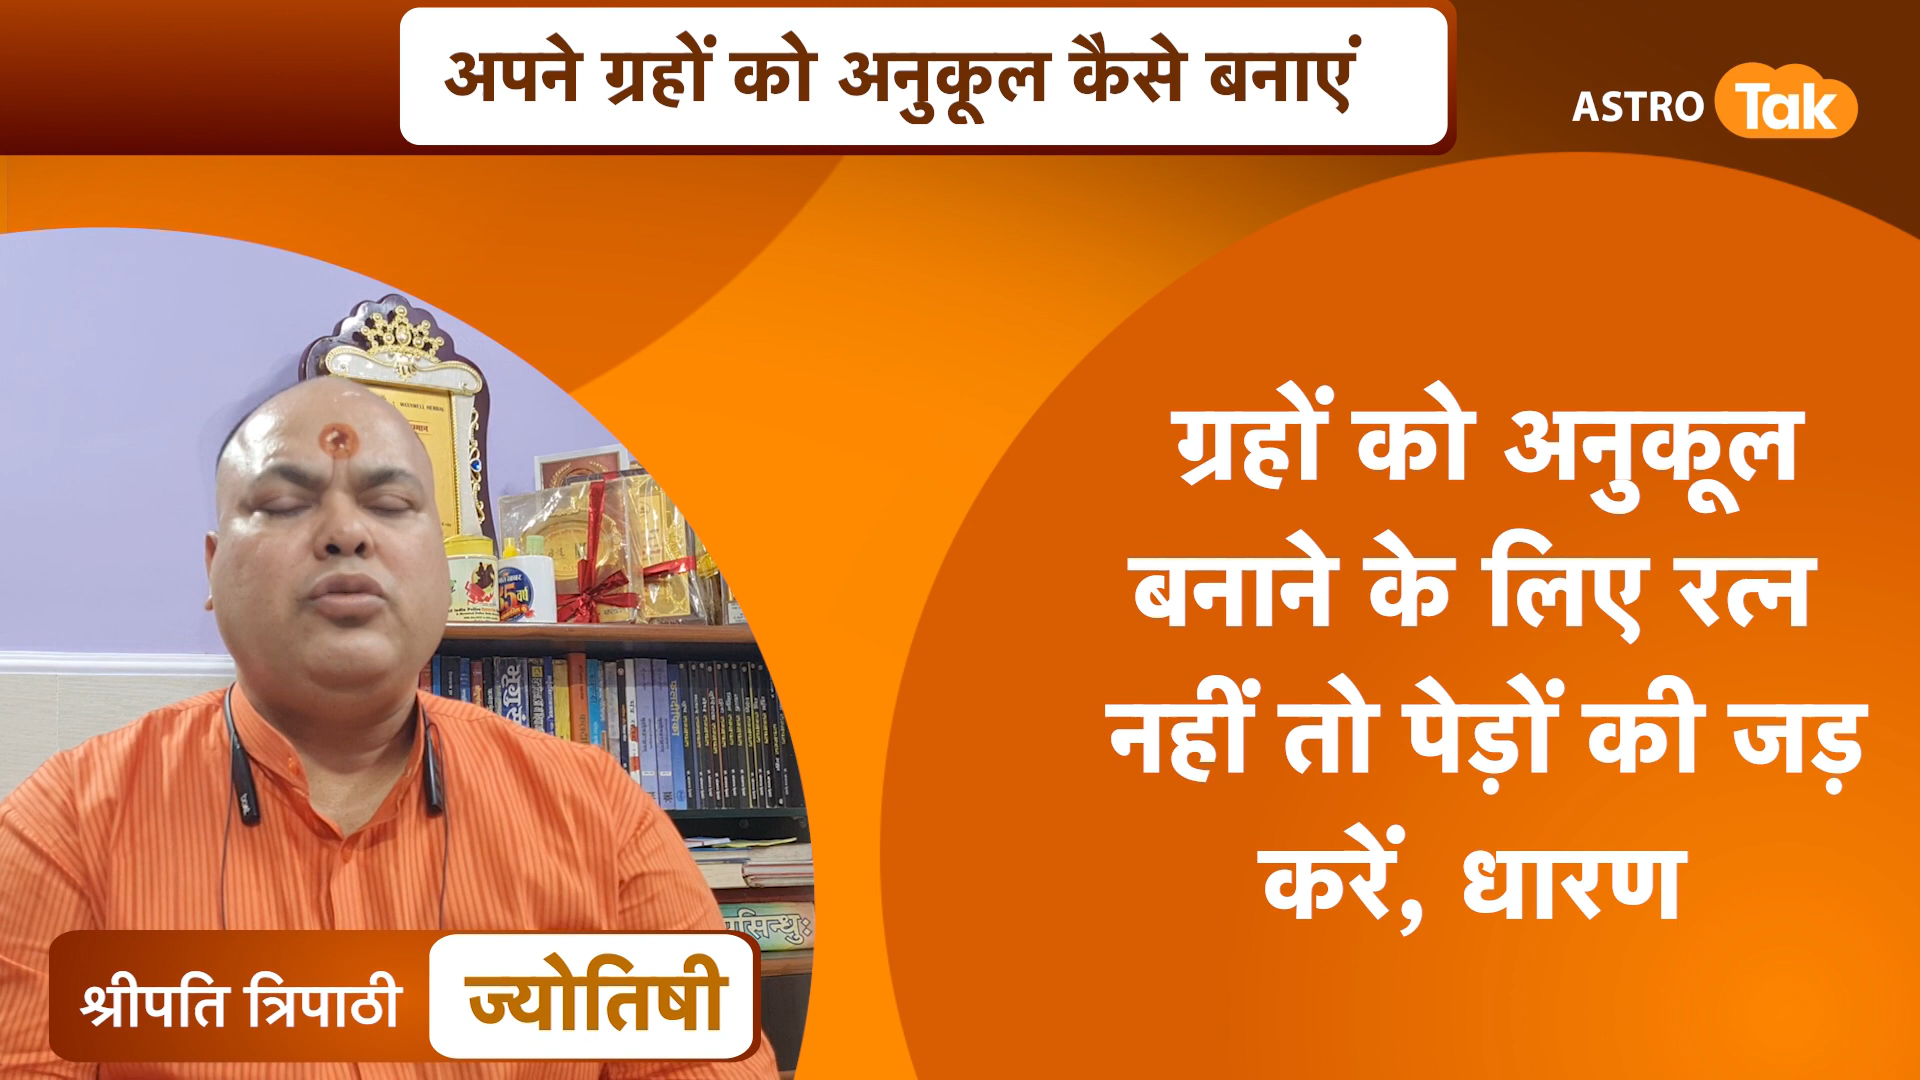 अपने ग्रहों को अनुकूल कैसे बनाएं
ASTRO Tak
ग्रहों को अनुकूल
बनाने के लिए रत्न
नहीं तो पेड़ों की जड़
करें, धारण
श्रीपति त्रिपाठी
ज्योतिषी